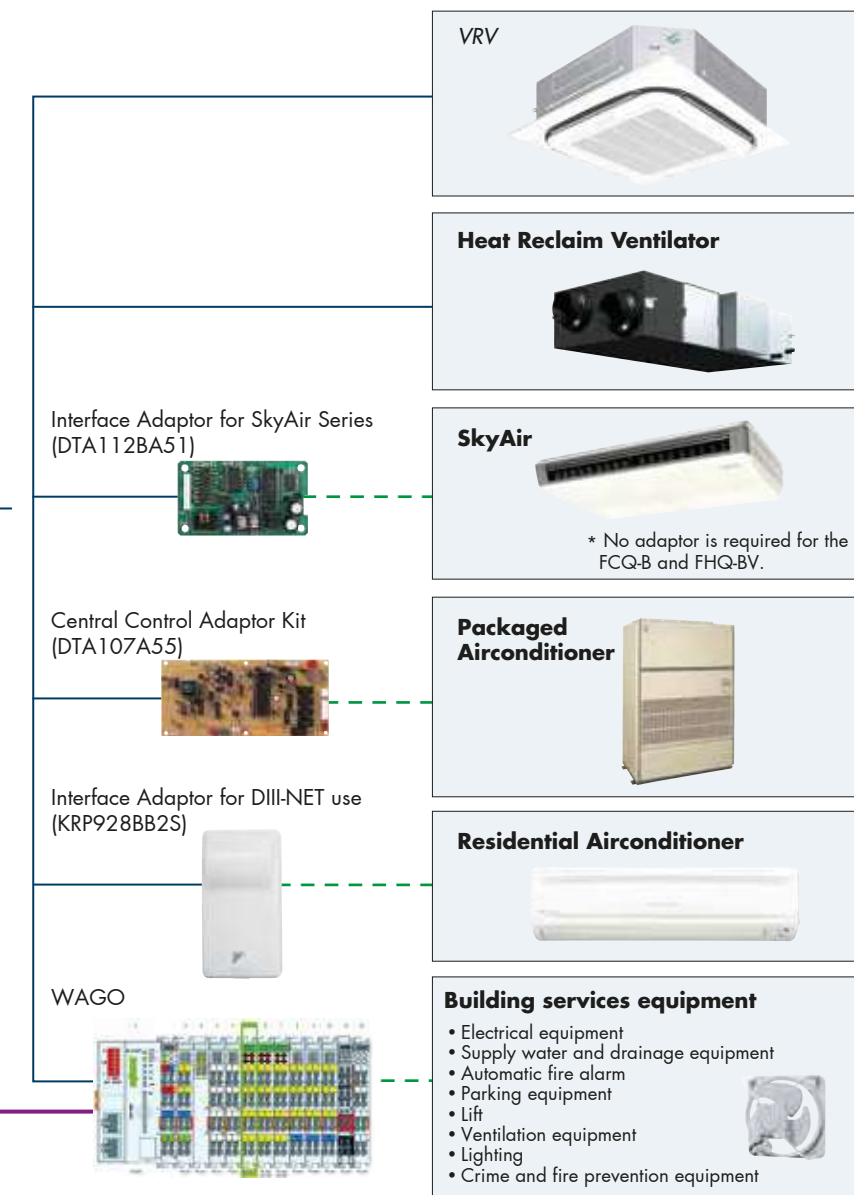 VRV
Heat Reclaim Ventilator
Interface Adaptor for SkyAir Series
(DTA112BA51)
SkyAir
* No adaptor is required for the
FCQ-B and FHQ-BV.
Central Control Adaptor Kit
(DTA107A55)
Packaged
Airconditioner
Interface Adaptor for DIII-NET use
(KRP928BB2S)
Residential Airconditioner
WAGO
Building services equipment
• Electrical equipment
• Supply water and drainage equipment
• Automatic fire alarm
• Parking equipment
• Lift
• Ventilation equipment
• Lighting
• Crime and fire prevention equipment